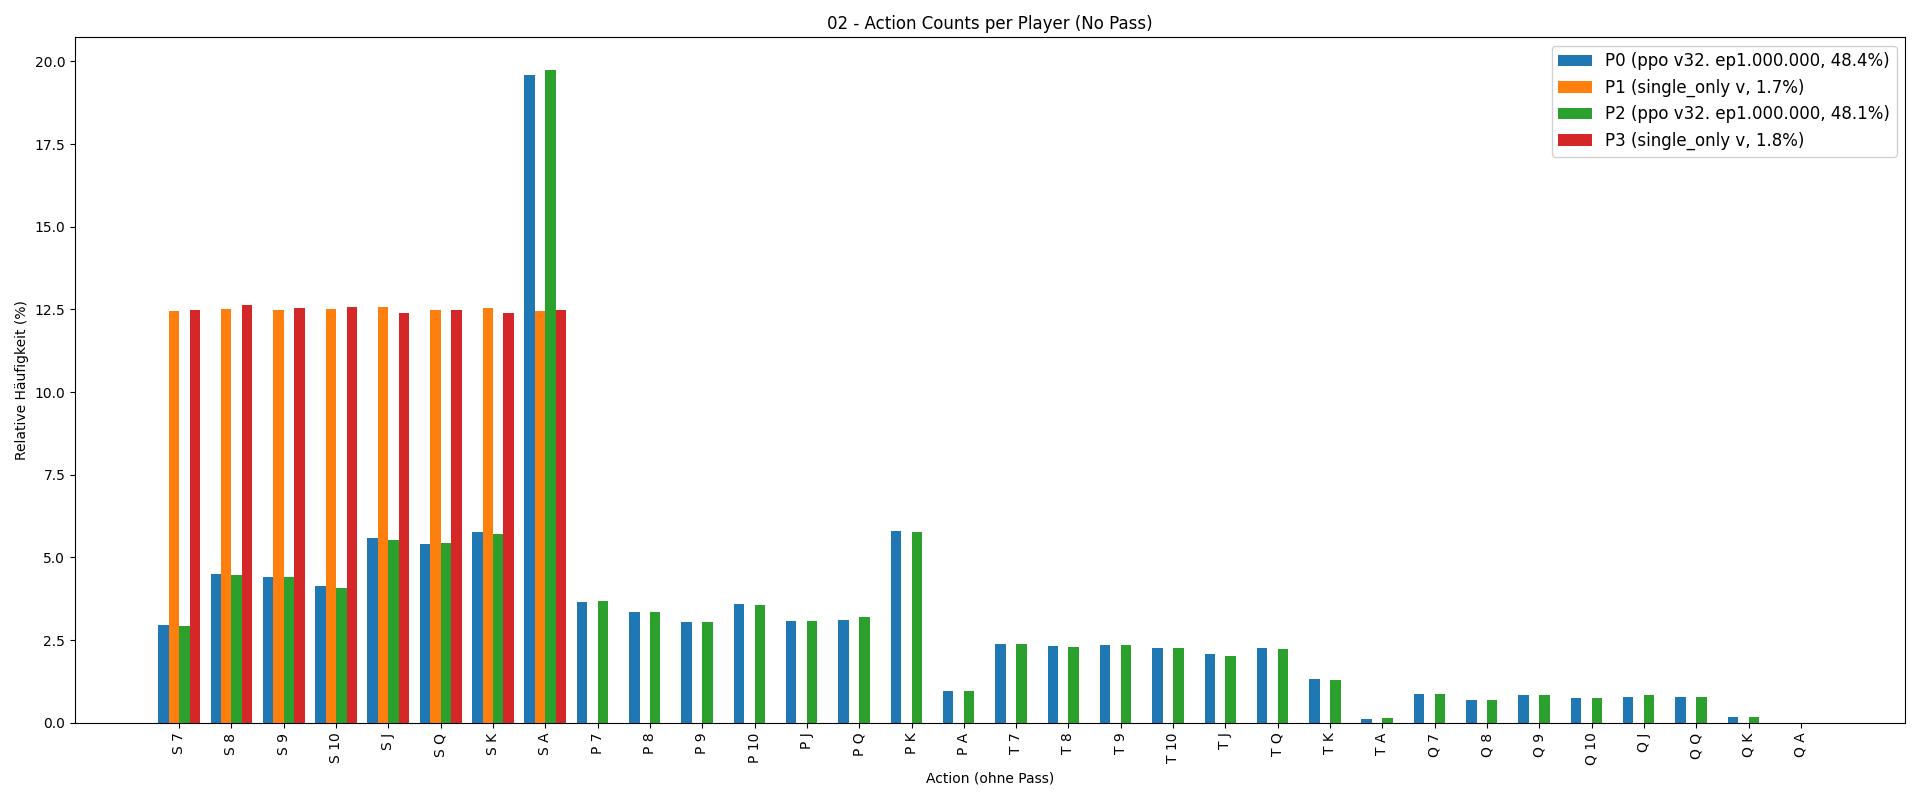 02 - Action Counts per Player (No Pass)
P0 (ppo v32. ep1.000.000, 48.4%)
P1 (single_only v, 1.7%)
P2 (ppo v32. ep1.000.000, 48.1%)
P3 (single_only v, 1.8%)
Relative Häufigkeit (%)
20.0
17.5
15.0
12.5
10.0
7.5
5.0
2.5
0.0
S 7
S 8
S 9
S 10
S J
S Q
S K
S A
P 7
P 8
P 9
P 10
P J
P Q
P K
P A
T 7
T 8
T 9
T 10
T J
T Q
T K
T A
Q 7
Q 8
Q 9
Q 10
Q J
Q Q
Q K
Q A
Action (ohne Pass)